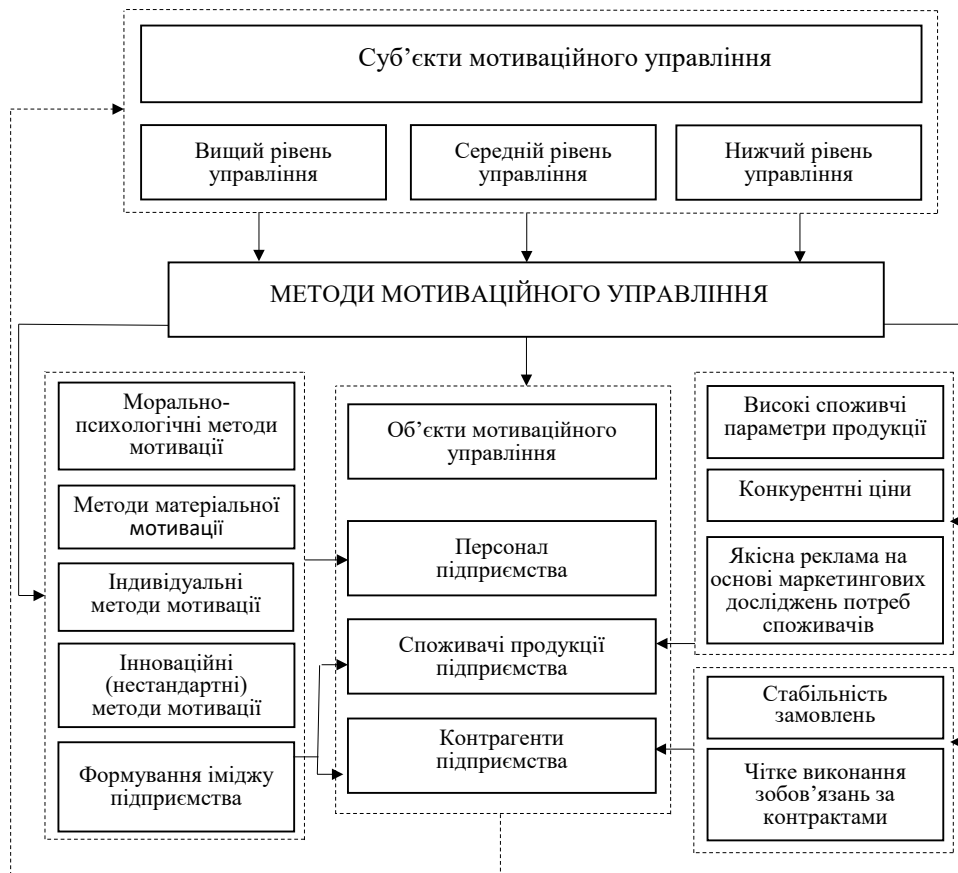 Суб’єкти мотиваційного управління
Вищий рівень
управління
Середній рівень
управління
Нижчий рівень
управління
МЕТОДИ МОТИВАЦІЙНОГО УПРАВЛІННЯ
Морально-
психологічні методи
мотивації
Методи матеріальної
мотивації
Індивідуальні
методи мотивації
Інноваційні
(нестандартні)
методи мотивації
Формування іміджу
підприємства
Об’єкти мотиваційного
управління
Персонал
підприємства
Споживачі продукції
підприємства
Контрагенти
підприємства
Високі споживчі
параметри продукції
Конкурентні ціни
Якісна реклама на
основі маркетингових
досліджень потреб
споживачів
Стабільність
замовлень
Чітке виконання
зобов’язань за
контрактами